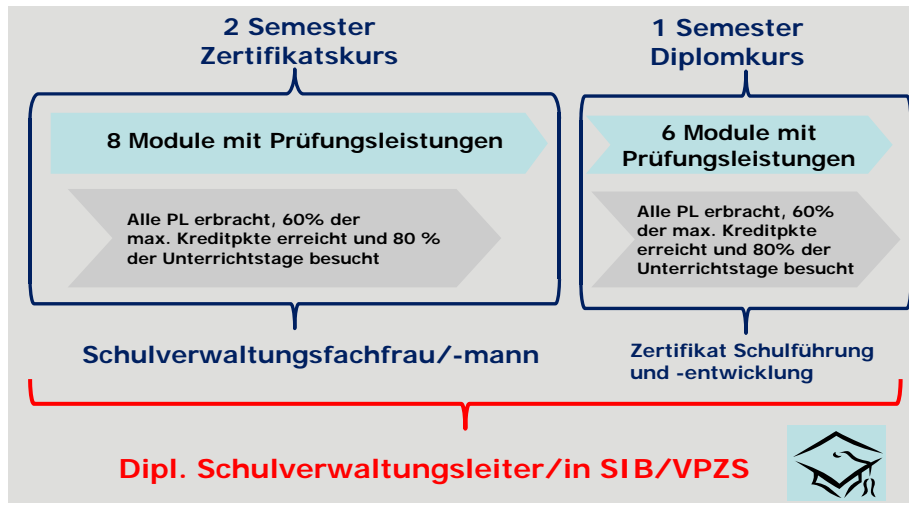 2 Semester
Zertifikatskurs
1 Semester
Diplomkurs
8 Module mit Prüfungsleistungen
6 Module mit
Prüfungsleistungen
Alle PL erbracht, 60% der
max. Kreditpkte erreicht und 80 %
der Unterrichtstage besucht
Alle PL erbracht, 60%
der max. Kreditpkte
erreicht und 80% der
Unterrichtstage besucht
Schulverwaltungsfachfrau/-mann
Zertifikat Schulführung
und -entwicklung
Dipl. Schulverwaltungsleiter/in SIB/VPZS